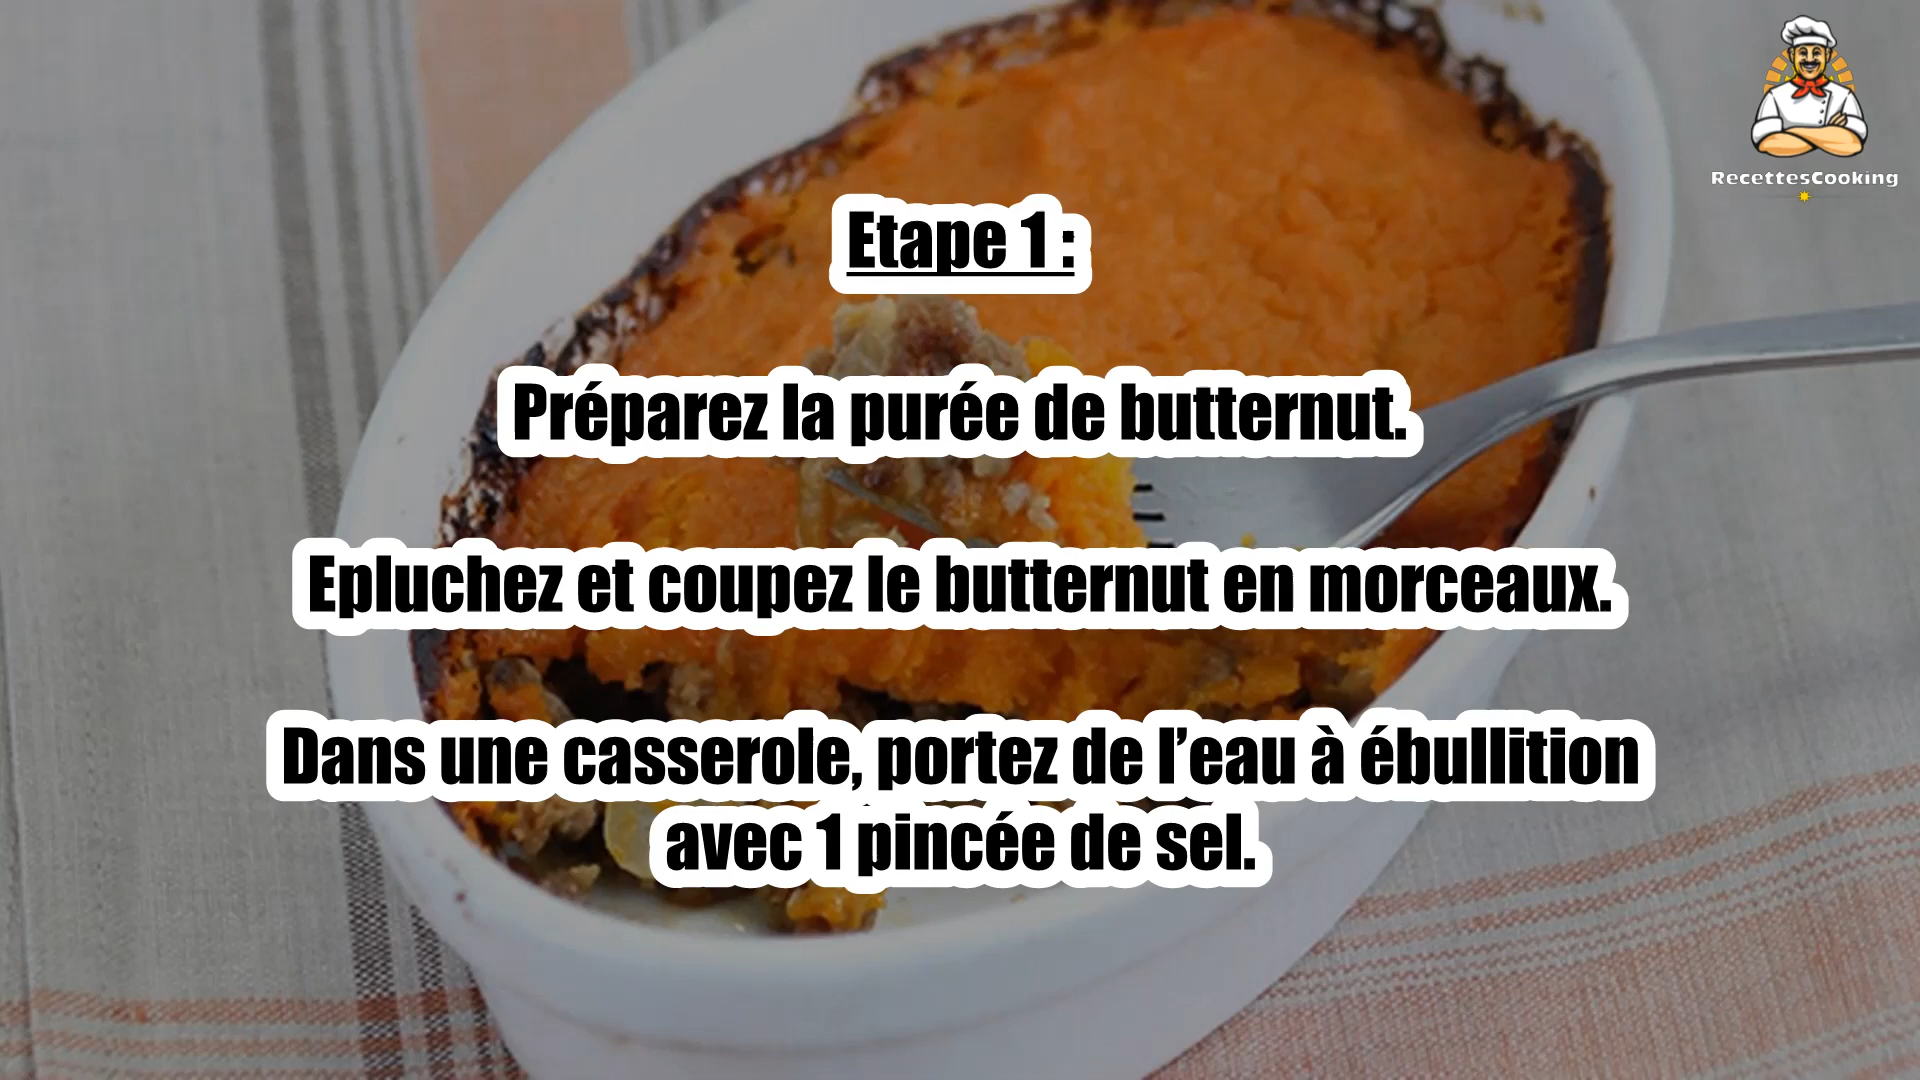 RecettesCooking
Etape 1 :
Préparez la purée de butternut.
Epluchez et coupez le butternut en morceaux.
Dans une casserole, portez de l’eau à ébullition
avec 1 pincée de sel.